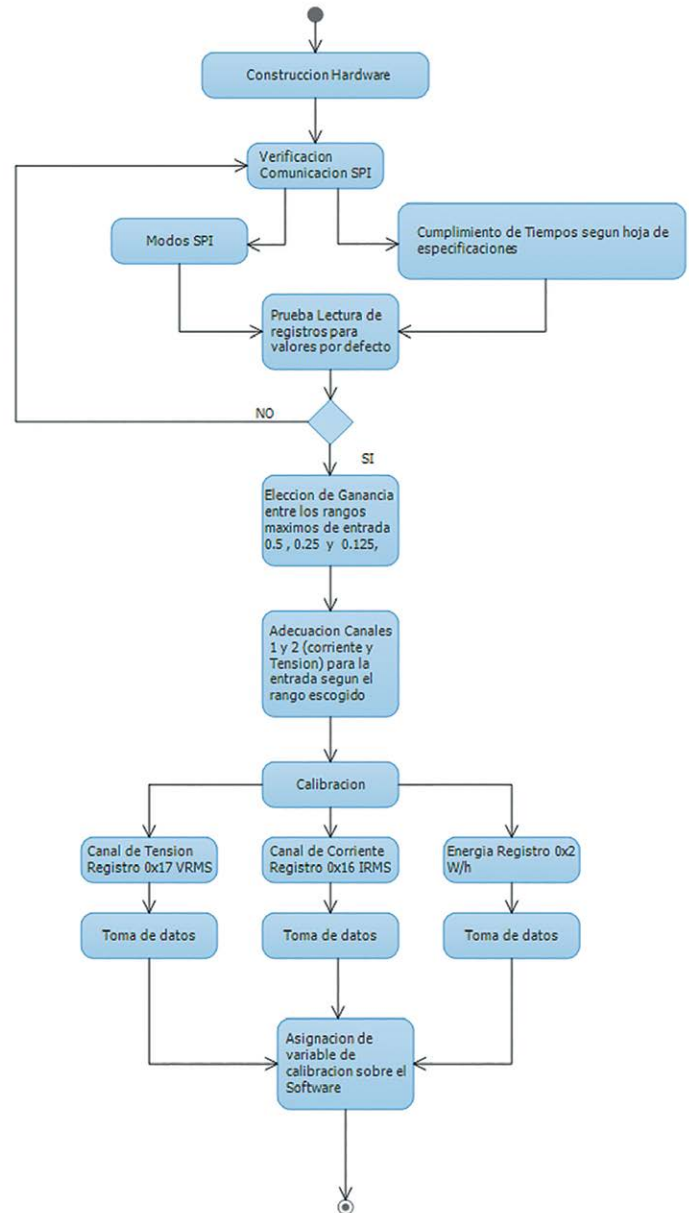 Construccion Hardware
Verificacion
Comunicacion SPI
Modos SPI
Cumplimiento de Tiempos segun hoja de
especificaciones
Prueba Lectura de
registros para
valores por defecto
NO
SI
Eleccion de Ganancia
entre los rangos
maximos de entrada
0.5 , 0.25 y 0.125,
Adecuacion Canales
1 y 2 (corriente y
Tension) para la
entrada segun el
rango escogido
Calibracion
Canal de Tension
Registro 0x17 VRMS
Canal de Corriente
Registro 0x16 IRMS
Energia Registro 0x2
W/h
Toma de datos
Toma de datos
Toma de datos
Asignacion de
variable de
calibracion sobre el
Software